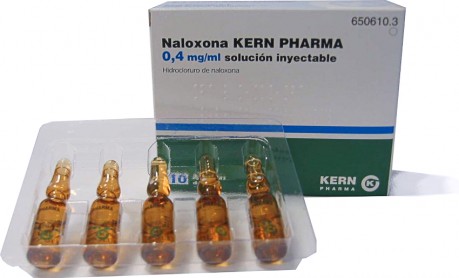 650610.3
Naloxona KERN PHARMA
0,4 mg/ml solución inyectable
Hidrocloruro de naloxona
10
KERN
PHARMA